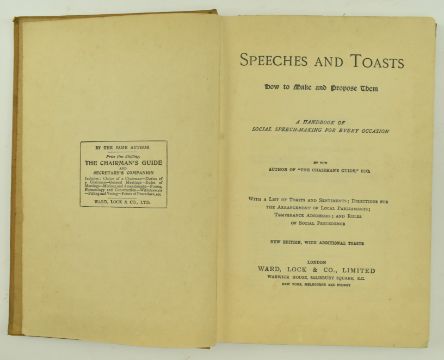 BY THE SAME AUTHOR
Price One Shilling.
THE CHAIRMAN'S GUIDE
AND
SECRETARY'S COMPANION
WARD, LOCK & CO., LTD.
SPEECHES AND TOASTS
How to Make and Propose Them
A HANDBOOK OF
SOCIAL SPEECH-MAKING FOR EVERY OCCASION
BY THE
AUTHOR OF "THE CHAIRMAN'S GUIDE," ETC.
WITH A LIST OF TOASTS AND SENTIMENTS; DIRECTIONS FOR
THE ARRANGEMENT OF LOCAL PARLIAMENTS;
TEMPERANCE ADDRESSES; AND RULES
OF SOCIAL PRECEDENCE
NEW EDITION, WITH ADDITIONAL TOASTS
LONDON
WARD, LOCK & CO., LIMITED
WARWICK HOUSE, SALISBURY SQUARE, E.C.
NEW YORK, MELBOURNE AND SYDNEY